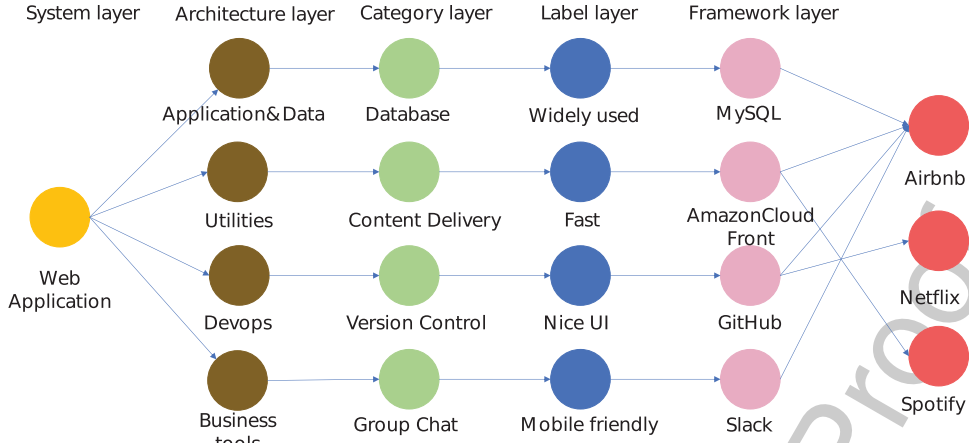 System layer
Architecture layer
Category layer
Label layer
Framework layer
Application&Data
Database
Widely used
MySQL
Airbnb
Utilities
Content Delivery
Fast
AmazonCloud
Front
Web
Application
Netflix
Devops
Version Control
Nice UI
GitHub
Spotify
Business
tools
Group Chat
Mobile friendly
Slack
Proof